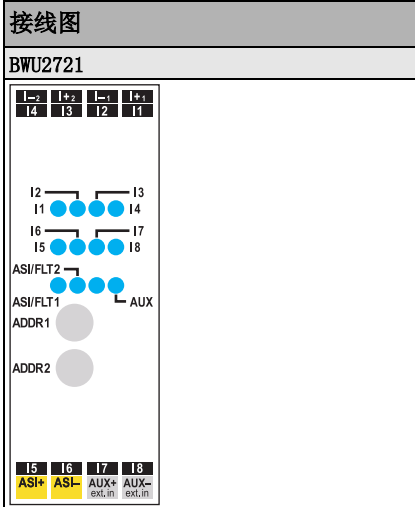 接线图
BWU2721
I–₂ I+₂ I–₁ I+₁
I4 I3 I2 I1
I2 I3
I1 I4
I6 I7
I5 I8
ASI/FLT2
ASI/FLT1 AUX
ADDR1
ADDR2
I5 I6 I7 I8
ASI+ ASI– AUX+ AUX–
ext.in ext.in